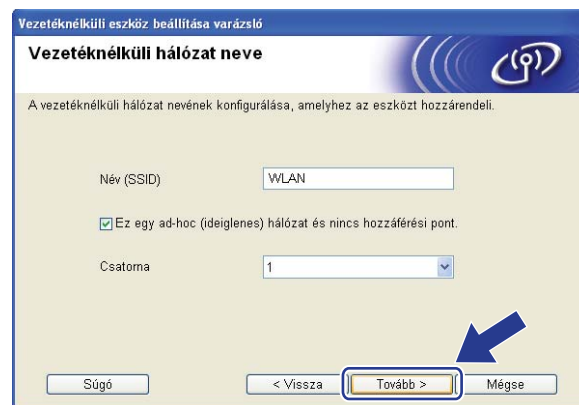 Vezetéknélküli eszköz beállítása varázsló
Vezetéknélküli hálózat neve
A vezetéknélküli hálózat nevének konfigurálása, amelyhez az eszközt hozzárendeli.
Név (SSID) WLAN
Ez egy ad-hoc (ideiglenes) hálózat és nincs hozzáférési pont.
Csatorna 1
Súgó < Vissza Tovább > Mégse